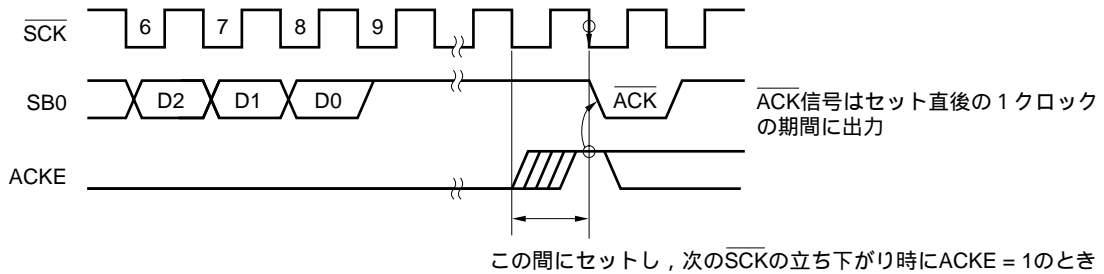 SCK 6 7 8 9
SB0 D2 D1 D0 ACK
ACK信号はセット直後の1クロック
の期間に出力
ACKE
この間にセットし，次のSCKの立ち下がり時にACKE = 1のとき